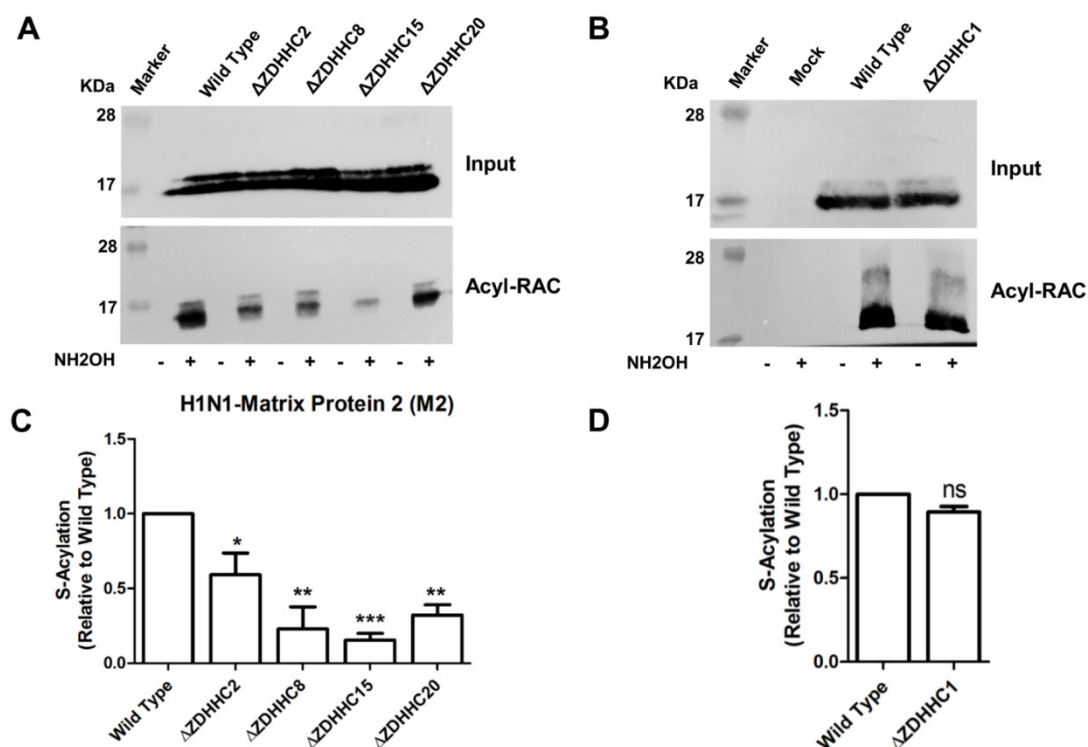 A
KDa
Marker
Wild Type
ΔZDHHC2
ΔZDHHC8
ΔZDHHC15
ΔZDHHC20
28
17
Input
28
17
Acyl-RAC
NH2OH - + - + - + - + - +
H1N1-Matrix Protein 2 (M2)
B
KDa
Marker
Mock
Wild Type
ΔZDHHC1
28
17
Input
28
17
Acyl-RAC
NH2OH - + - + - +
C
S-Acylation
(Relative to Wild Type)
1.5
1.0
0.5
0.0
*
**
***
**
Wild Type
ΔZDHHC2
ΔZDHHC8
ΔZDHHC15
ΔZDHHC20
D
S-Acylation
(Relative to Wild Type)
1.5
1.0
0.5
0.0
ns
Wild Type
ΔZDHHC1